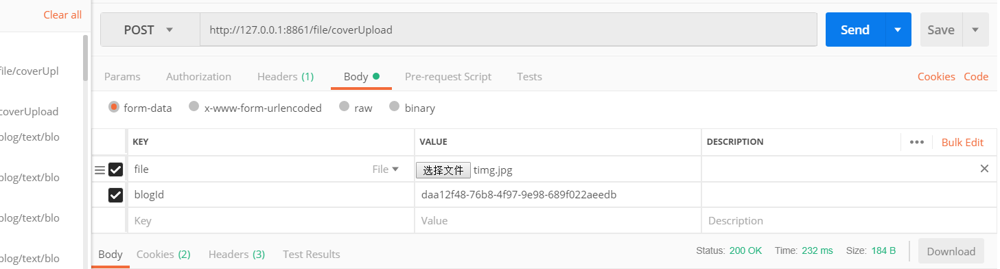 Clear all
POST http://127.0.0.1:8861/file/coverUpload Send Save
file/coverUpl
Params Authorization Headers (1) Body Pre-request Script Tests Cookies Code
coverUpload
form-data x-www-form-urlencoded raw binary
blog/text/blo
KEY VALUE DESCRIPTION ••• Bulk Edit
file File 选择文件 timg.jpg
blog/text/blo
blogId daa12f48-76b8-4f97-9e98-689f022aeedb
blog/text/blo
Key Value Description
blog/text/blo
Body Cookies (2) Headers (3) Test Results Status: 200 OK Time: 232 ms Size: 184 B Download